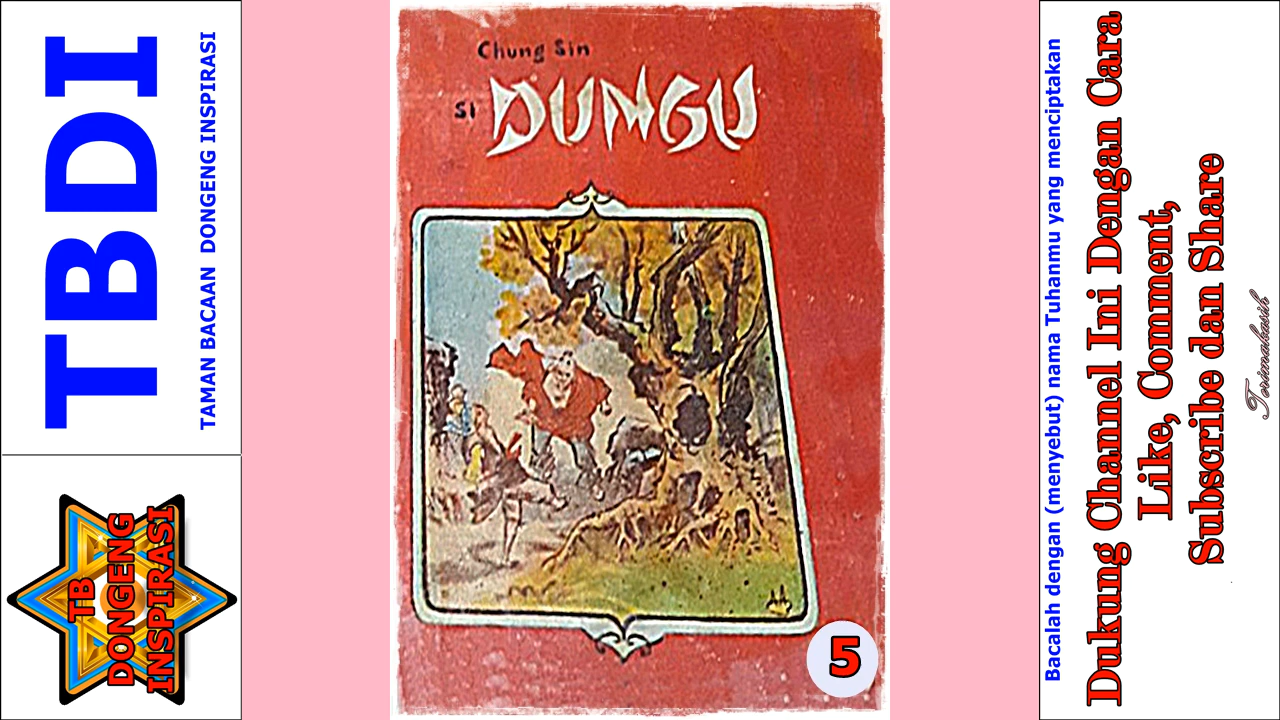 TBDI
TAMAN BACAAN DONGENG INSPIRASI
TB
DONGENG
INSPIRASI
Chung Sin
SI DUNGU
5
Bacalah dengan (menyebut) nama Tuhanmu yang menciptakan
Dukung Channel Ini Dengan Cara
Like, Comment,
Subscribe dan Share
Terimakasih